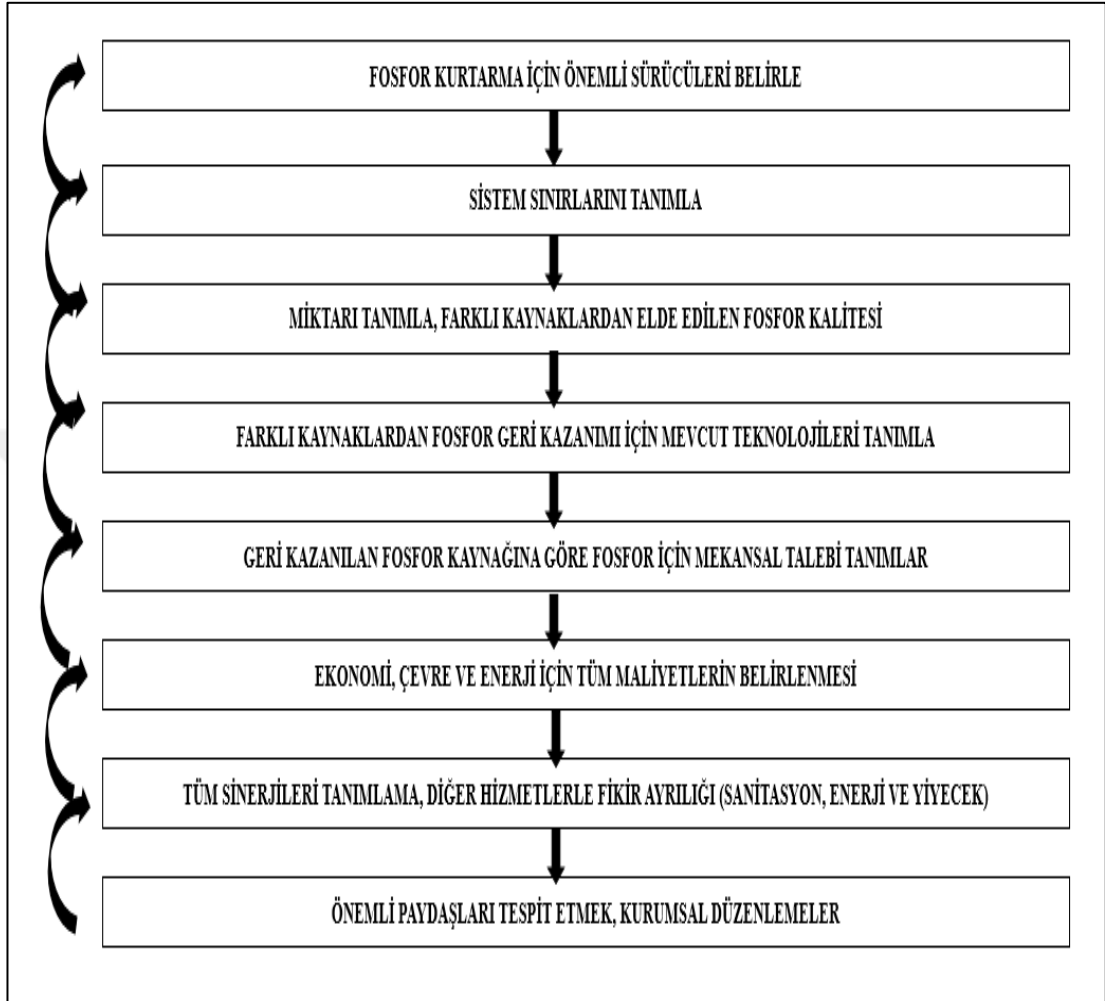 FOSFOR KURTARMA İÇİN ÖNEMLİ SÜRÜCÜLERİ BELİRLE
SİSTEM SINIRLARINI TANIMLA
MİKTARI TANIMLA, FARKLI KAYNAKLARDAN ELDE EDİLEN FOSFOR KALİTESİ
FARKLI KAYNAKLARDAN FOSFOR GERİ KAZANIMI İÇİN MEVCUT TEKNOLOJİLERİ TANIMLA
GERİ KAZANILAN FOSFOR KAYNAĞINA GÖRE FOSFOR İÇİN MEKANSAL TALEBİ TANIMLAR
EKONOMİ, ÇEVRE VE ENERJİ İÇİN TÜM MALİYETLERİN BELİRLENMESİ
TÜM SİNERJİLERİ TANIMLAMA, DİĞER HİZMETLERLE FİKİR AYRILIĞI (SANİTASYON, ENERJİ VE YİYECEK)
ÖNEMLİ PAYDAŞLARI TESPİT ETMEK, KURUMSAL DÜZENLEMELER